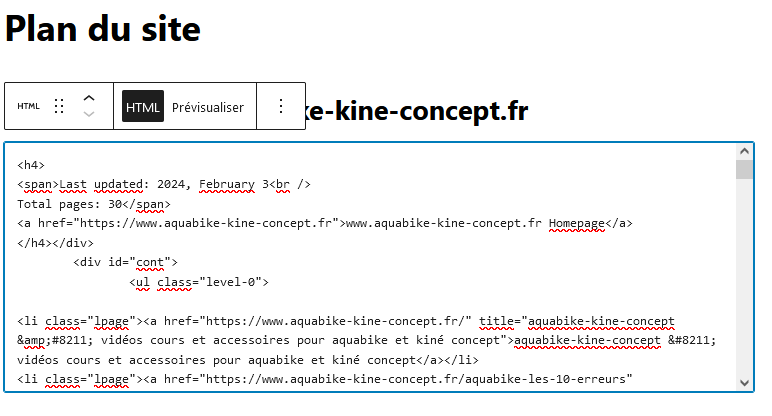 Plan du site
HTML HTML Prévisualiser
ke-kine-concept.fr
<h4>
<span>Last updated: 2024, February 3<br />
Total pages: 30</span>
<a href="https://www.aquabike-kine-concept.fr">www.aquabike-kine-concept.fr Homepage</a>
</h4></div>
<div id="cont">
<ul class="level-0">
<li class="lpage"><a href="https://www.aquabike-kine-concept.fr/" title="aquabike-kine-concept
&amp;#8211; vidéos cours et accessoires pour aquabike et kiné concept">aquabike-kine-concept &#8211;
vidéos cours et accessoires pour aquabike et kiné concept</a></li>
<li class="lpage"><a href="https://www.aquabike-kine-concept.fr/aquabike-les-10-erreurs"